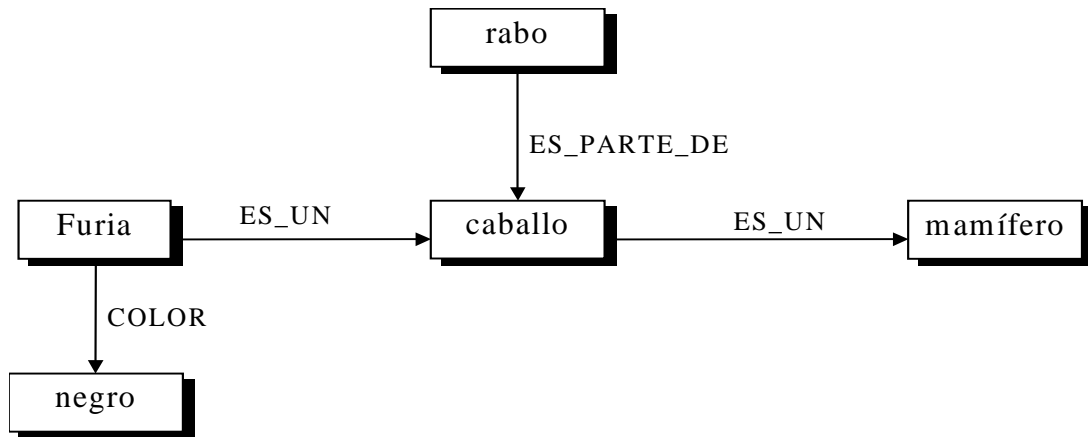 rabo
ES_PARTE_DE
Furia
ES_UN
caballo
ES_UN
mamífero
COLOR
negro